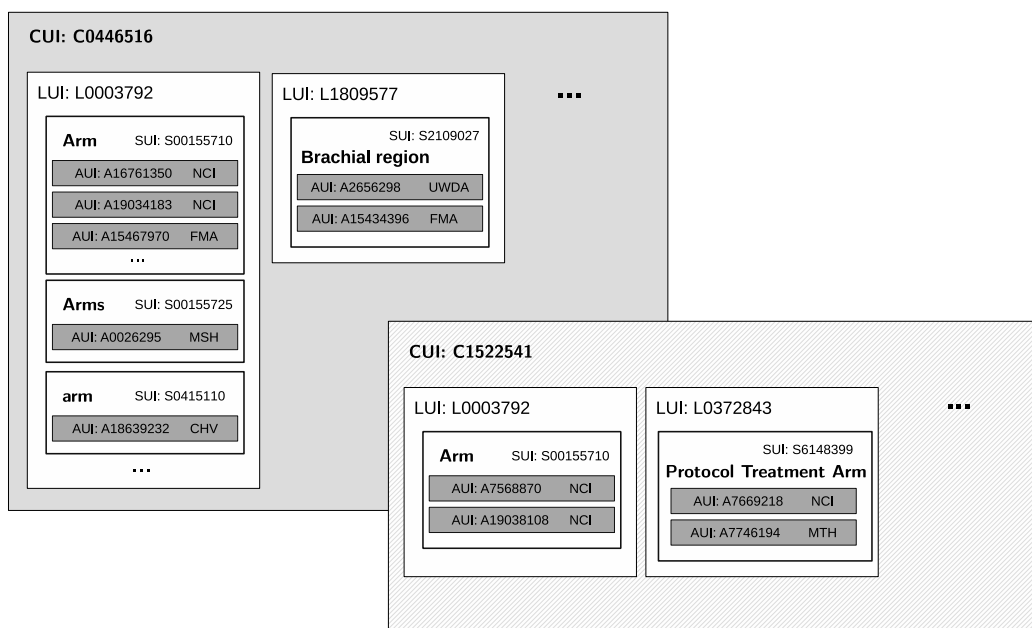 CUI: C0446516
LUI: L0003792
Arm SUI: S00155710
AUI: A16761350 NCI
AUI: A19034183 NCI
AUI: A15467970 FMA
...
Arms SUI: S00155725
AUI: A0026295 MSH
arm SUI: S0415110
AUI: A18639232 CHV
...
LUI: L1809577
SUI: S2109027
Brachial region
AUI: A2656298 UWDA
AUI: A15434396 FMA
...
CUI: C1522541
LUI: L0003792
Arm SUI: S00155710
AUI: A7568870 NCI
AUI: A19038108 NCI
LUI: L0372843
SUI: S6148399
Protocol Treatment Arm
AUI: A7669218 NCI
AUI: A7746194 MTH
...